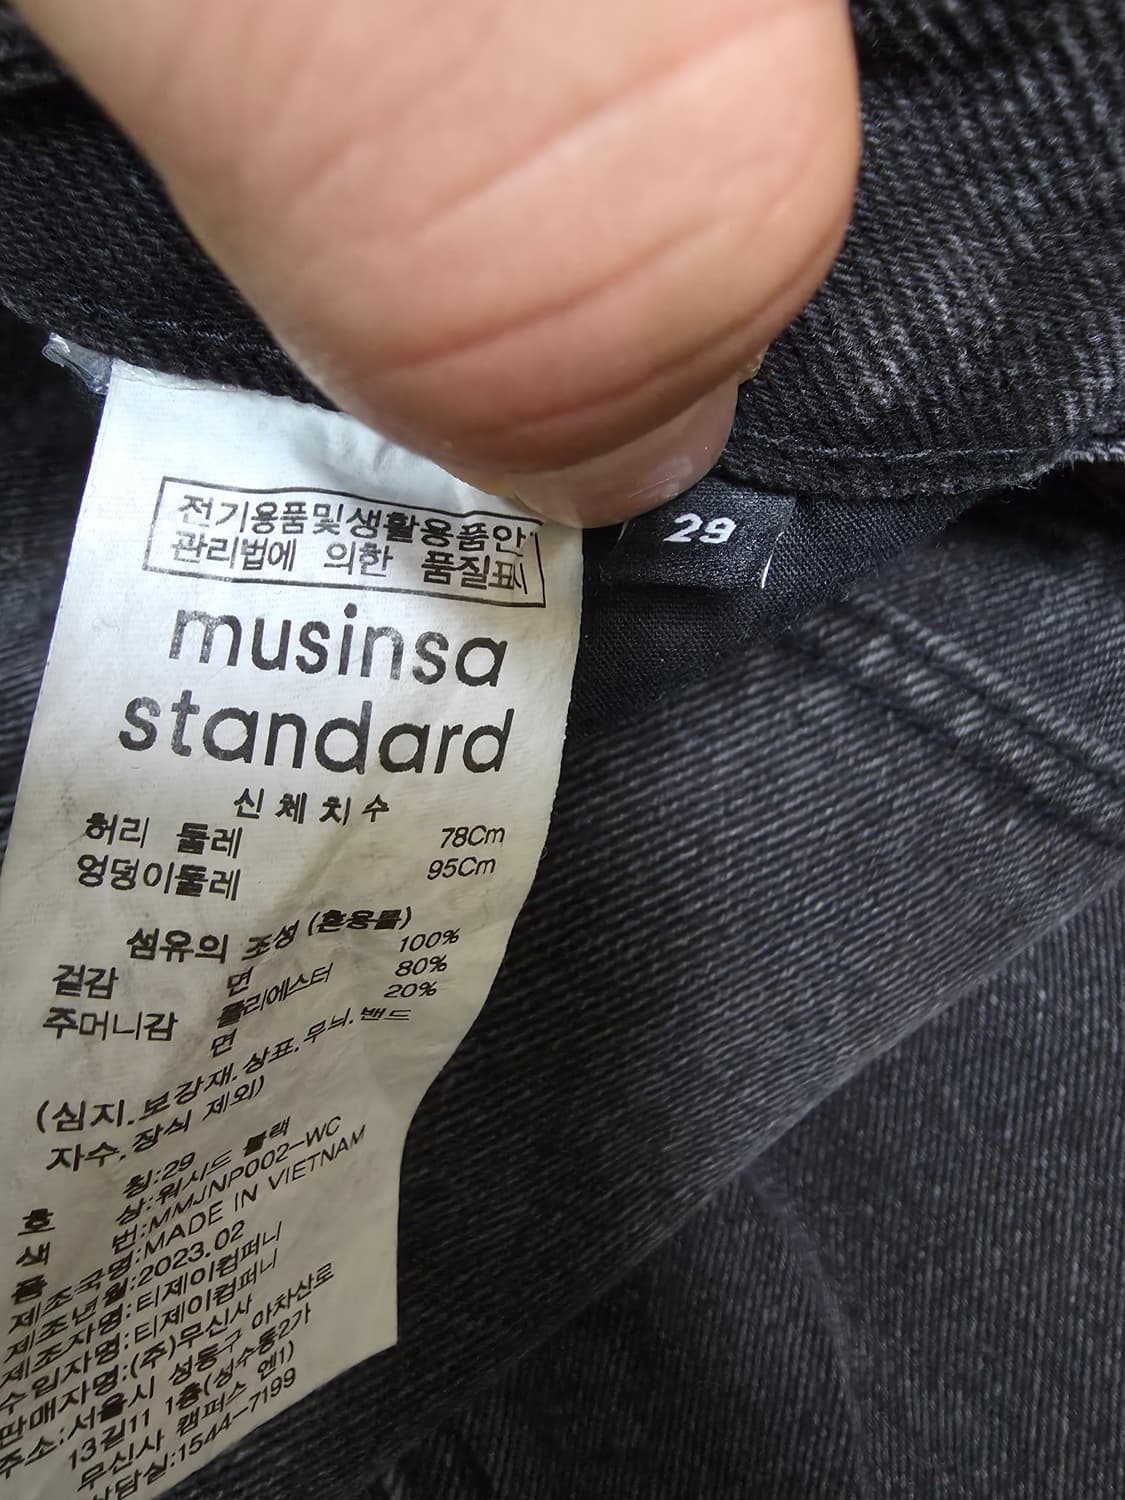 전기용품및생활용품안
관리법에 의한 품질표시
29
musinsa
standard
신체치수
허리 둘레 78Cm
엉덩이둘레 95Cm
섬유의 조성 (혼용률)
겉감 면 100%
주머니감 폴리에스터 80%
면 20%
(심지.보강재.상표.무늬.밴드
자수.장식 제외)
호 칭:29
색 상:워시드 블랙
품 번:MMJNP002-WC
제조국명:MADE IN VIETNAM
제조년월:2023.02
제조자명:티제이컴퍼니
수입자명:티제이컴퍼니
판매자명:(주)무신사
주소:서울시 성동구 아차산로
13길11 1층(성수동2가
무신사 캠퍼스 엔1)
상담실:1544-7199